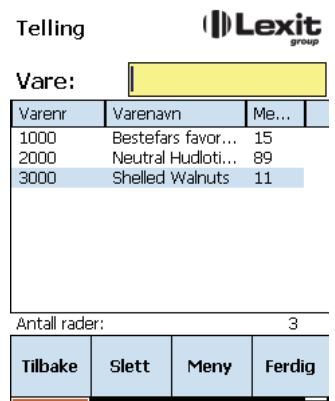 Telling
Lexit
group
Vare:
Varenr Varenavn Me...
1000 Bestefars favor... 15
2000 Neutral Hudloti... 89
3000 Shelled Walnuts 11
Antall rader: 3
Tilbake Slett Meny Ferdig